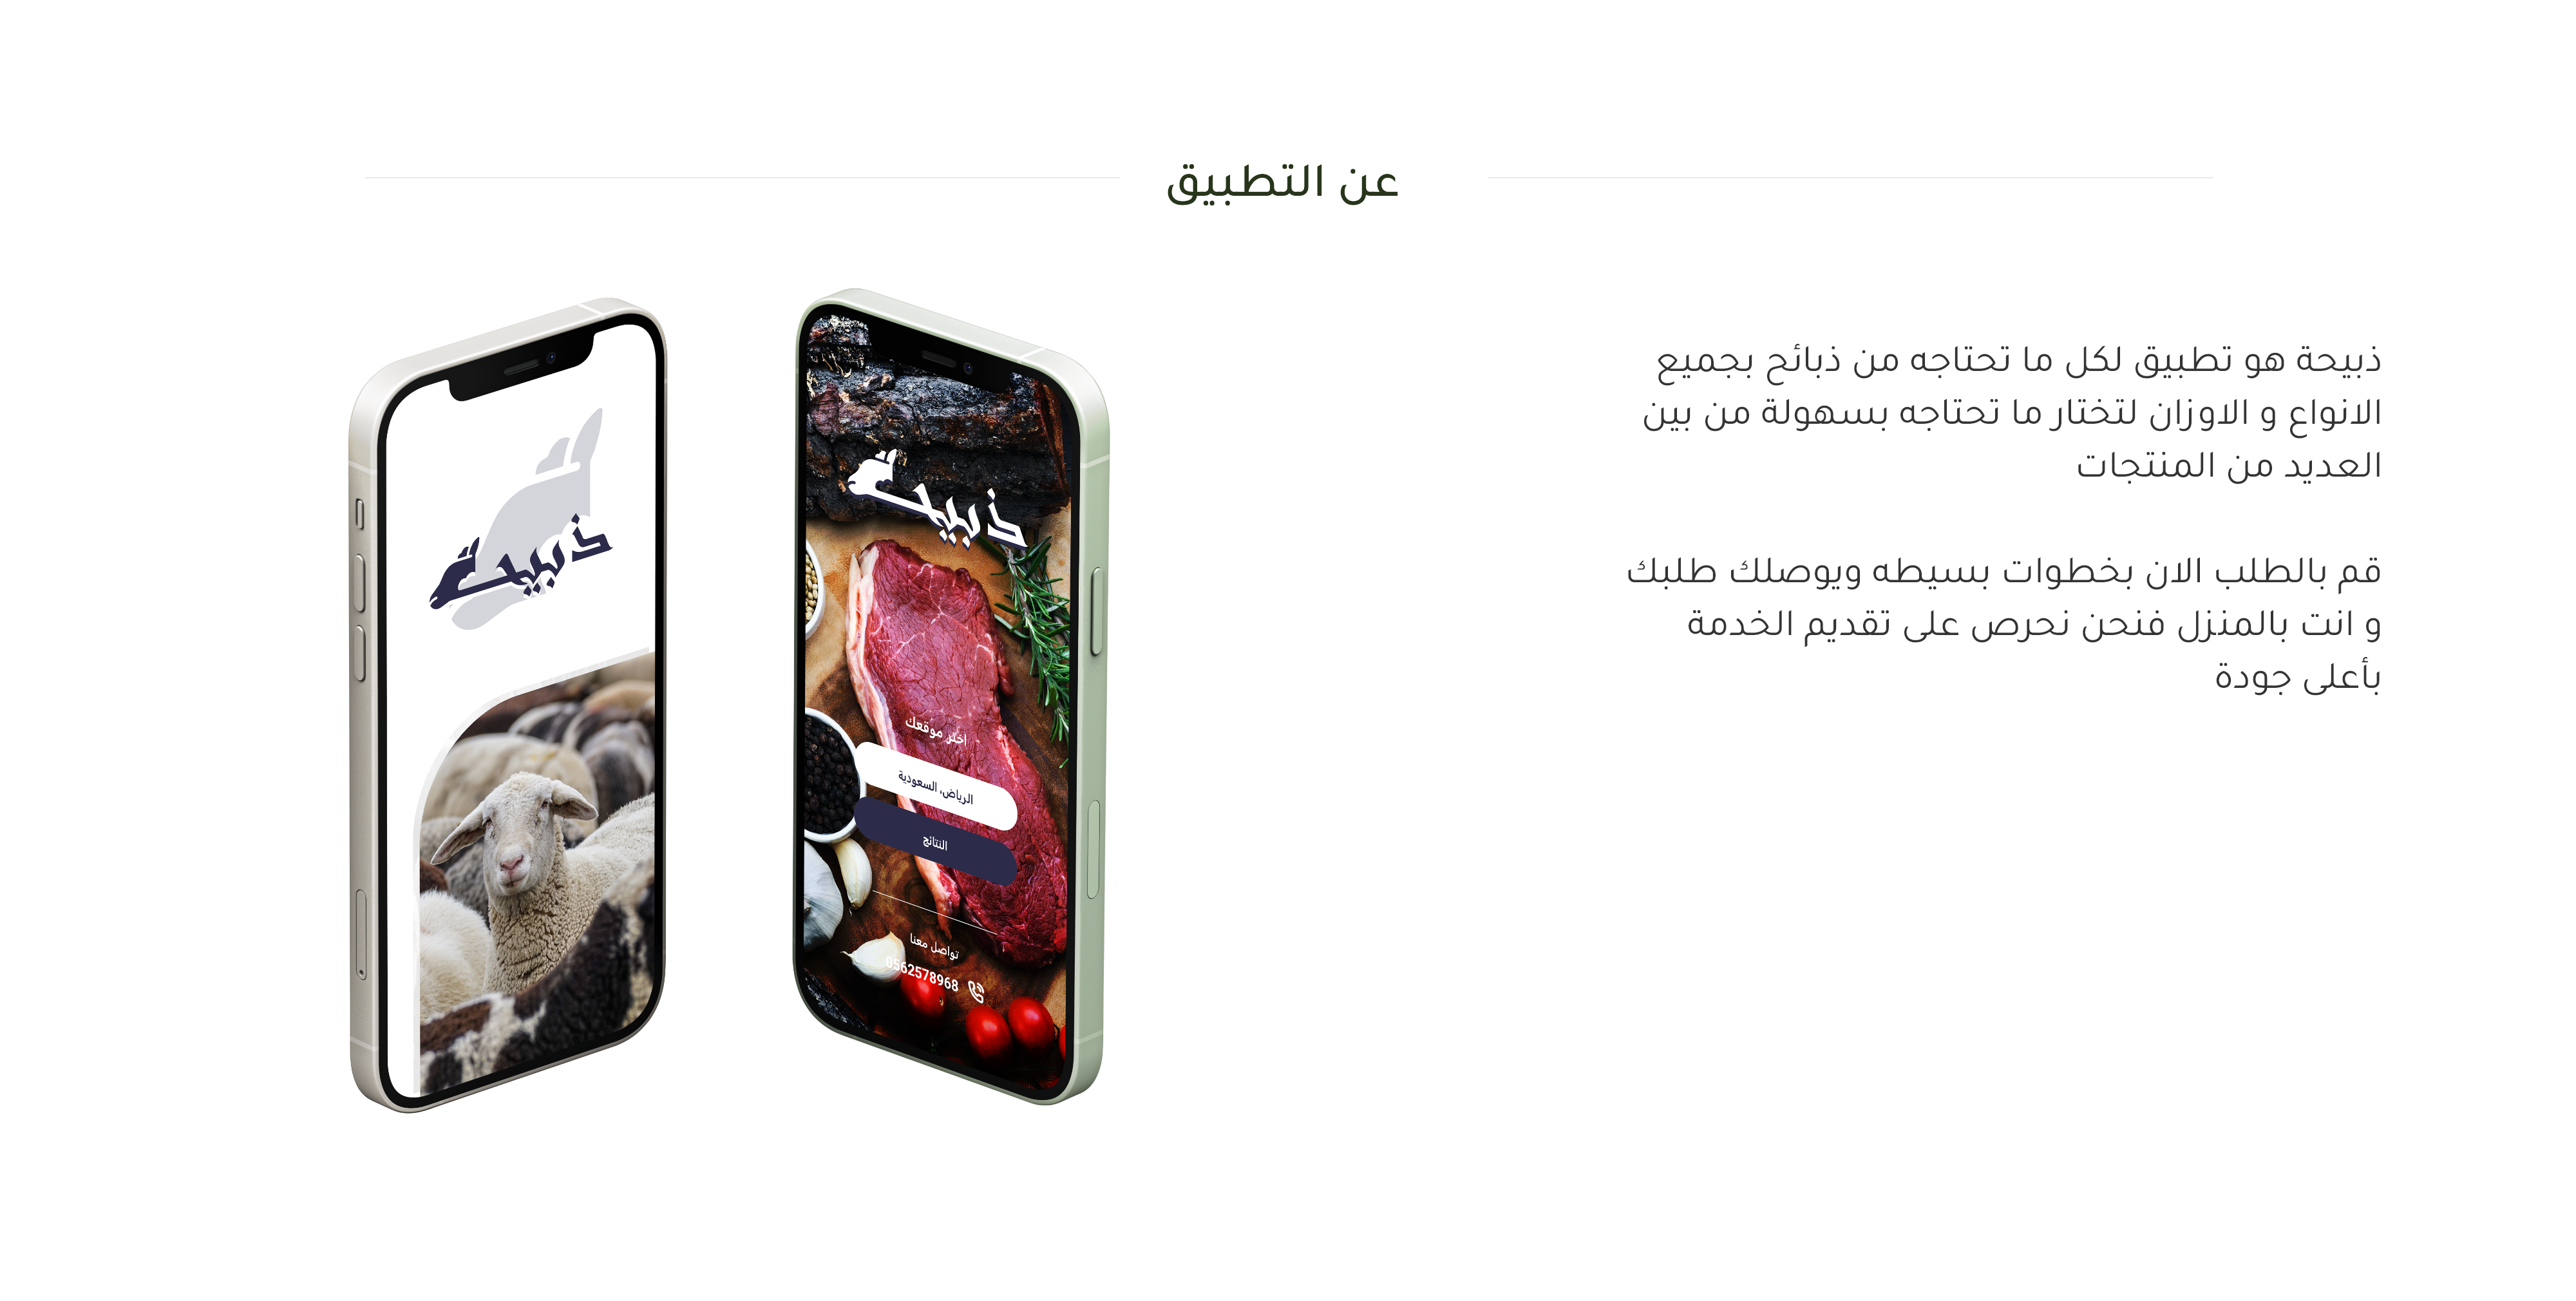 عن التطبيق
ذبيحة هو تطبيق لكل ما تحتاجه من ذبائح بجميع
الانواع و الاوزان لتختار ما تحتاجه بسهولة من بين
العديد من المنتجات
قم بالطلب الان بخطوات بسيطه ويوصلك طلبك
و انت بالمنزل فنحن نحرص على تقديم الخدمة
بأعلى جودة
ذبيحة
اختر موقعك
الرياض، السعودية
النتائج
تواصل معنا
0562578968
ذبيحة